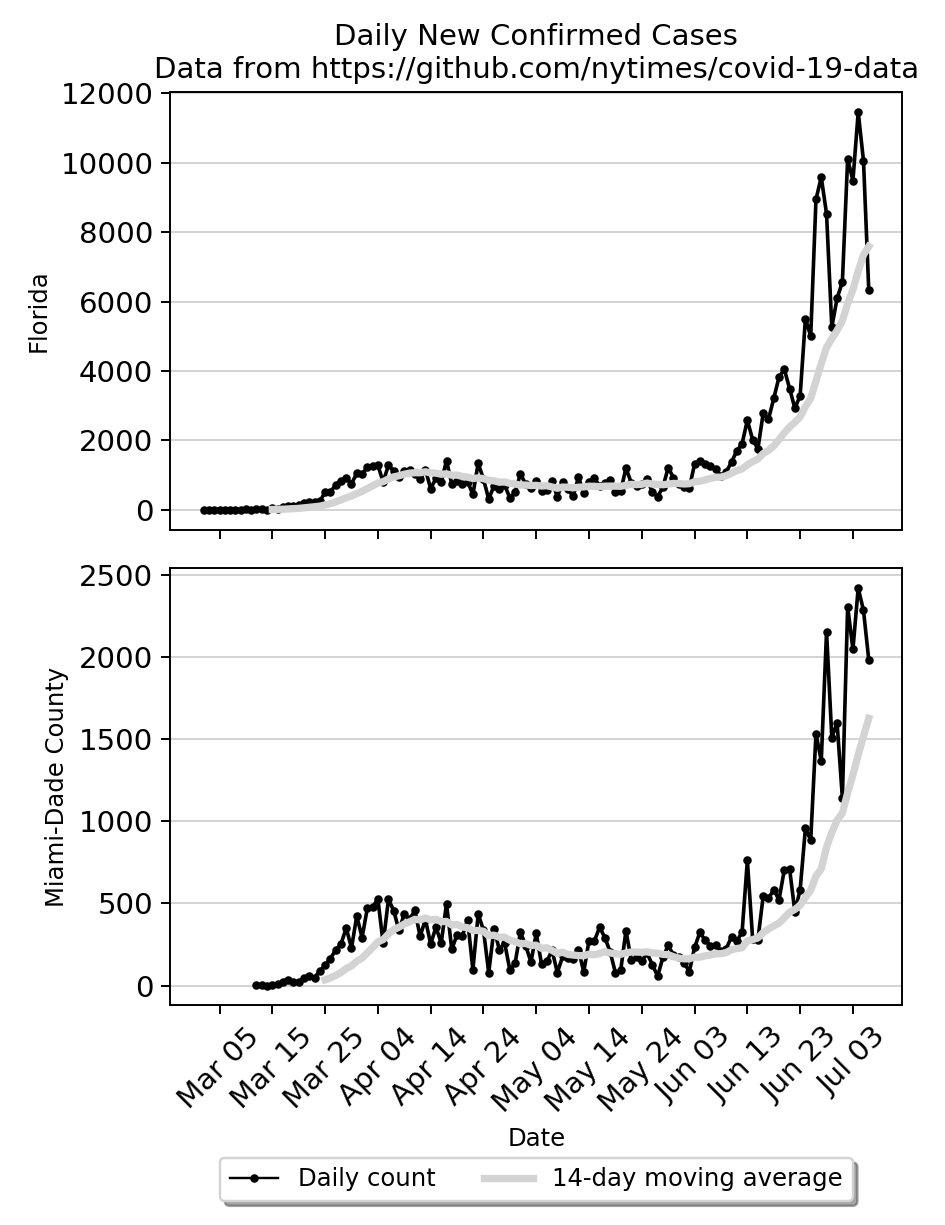 Daily New Confirmed Cases
Data from https://github.com/nytimes/covid-19-data
12000
10000
8000
6000
4000
2000
0
Florida
2500
2000
1500
1000
500
0
Miami-Dade County
Mar 05
Mar 15
Mar 25
Apr 04
Apr 14
Apr 24
May 04
May 14
May 24
Jun 03
Jun 13
Jun 23
Jul 03
Date
Daily count
14-day moving average